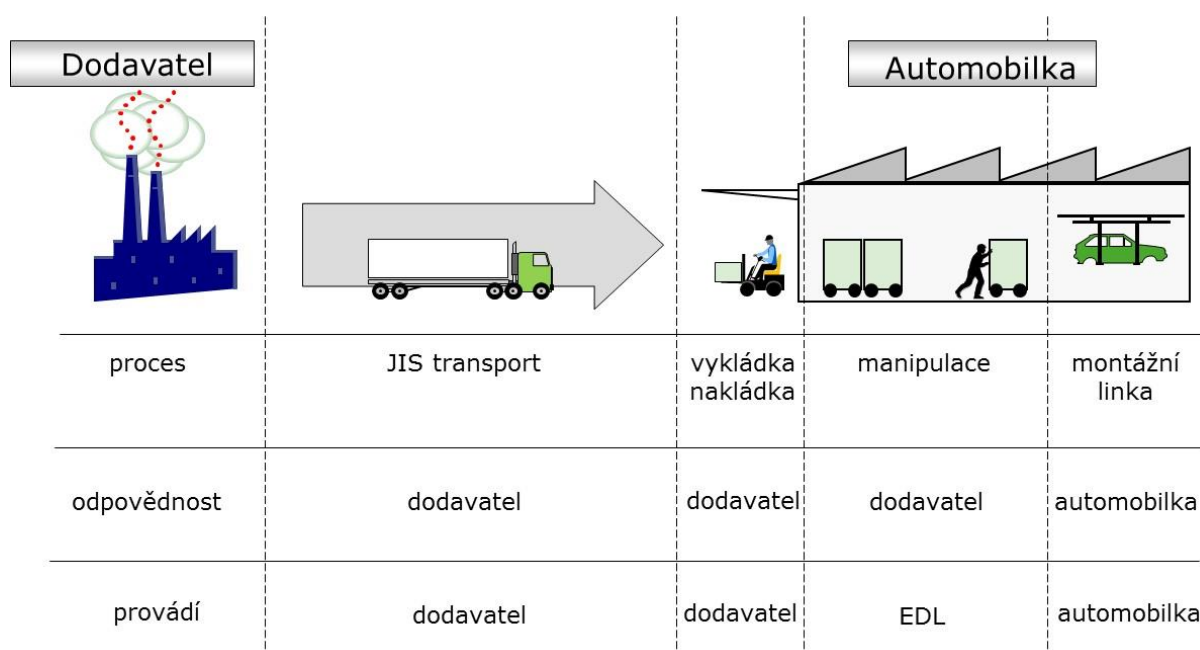 Dodavatel
Automobilka
proces
JIS transport
vykládka
nakládka
manipulace
montážní
linka
odpovědnost
dodavatel
dodavatel
dodavatel
automobilka
provádí
dodavatel
dodavatel
EDL
automobilka